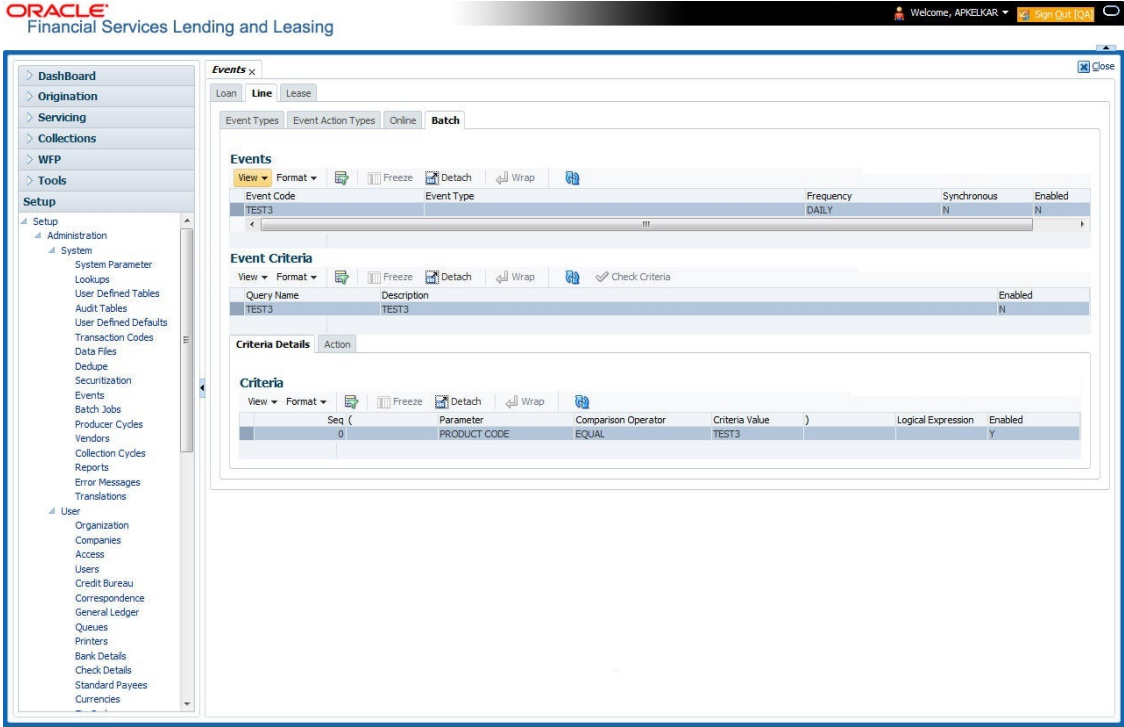 ORACLE
Financial Services Lending and Leasing
Welcome, APKELKAR
Sign Out [QA]
DashBoard
Origination
Servicing
Collections
WFP
Tools
Setup
Setup
Administration
System
System Parameter
Lookups
User Defined Tables
Audit Tables
User Defined Defaults
Transaction Codes
Data Files
Dedupe
Securitization
Events
Batch Jobs
Producer Cycles
Vendors
Collection Cycles
Reports
Error Messages
Translations
User
Organization
Companies
Access
Users
Credit Bureau
Correspondence
General Ledger
Queues
Printers
Bank Details
Check Details
Standard Payees
Currencies
Events
Close
Loan Line Lease
Event Types Event Action Types Online Batch
Events
View Format Freeze Detach Wrap
Event Code Event Type Frequency Synchronous Enabled
TEST3 DAILY N N
Event Criteria
View Format Freeze Detach Wrap Check Criteria
Query Name Description Enabled
TEST3 TEST3 N
Criteria Details Action
Criteria
View Format Freeze Detach Wrap
Seq ( Parameter Comparison Operator Criteria Value ) Logical Expression Enabled
0 PRODUCT CODE EQUAL TEST3 Y